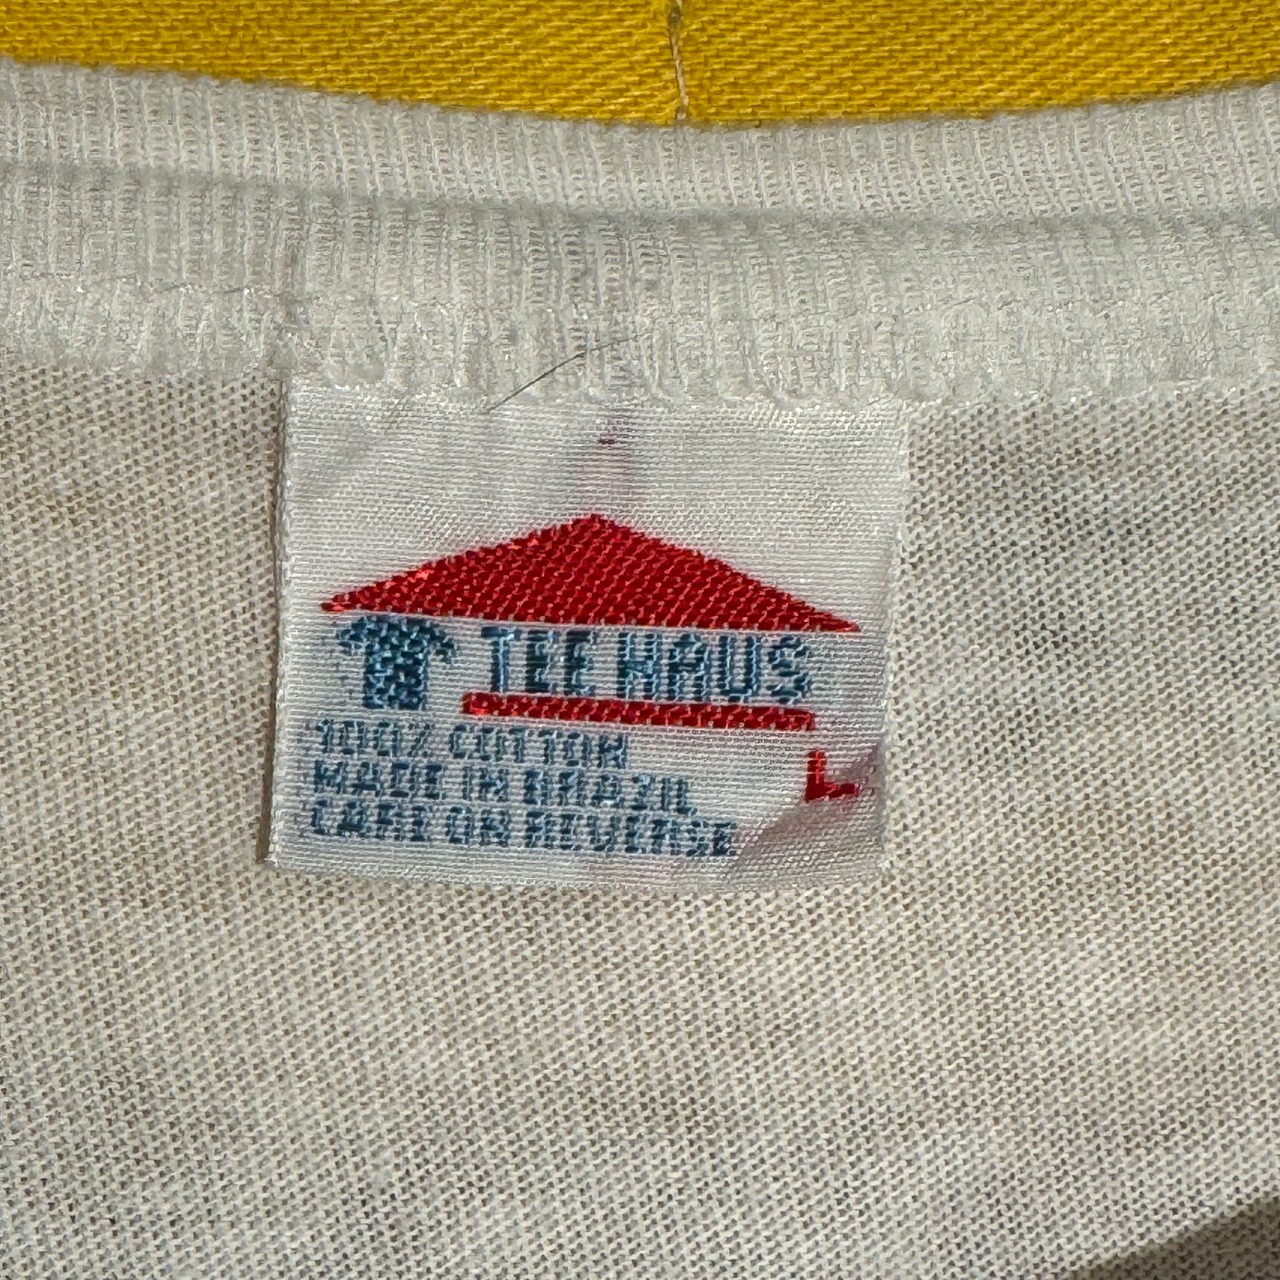 TEE HAUS
100% COTTON
MADE IN BRAZIL
L
CARE ON REVERSE